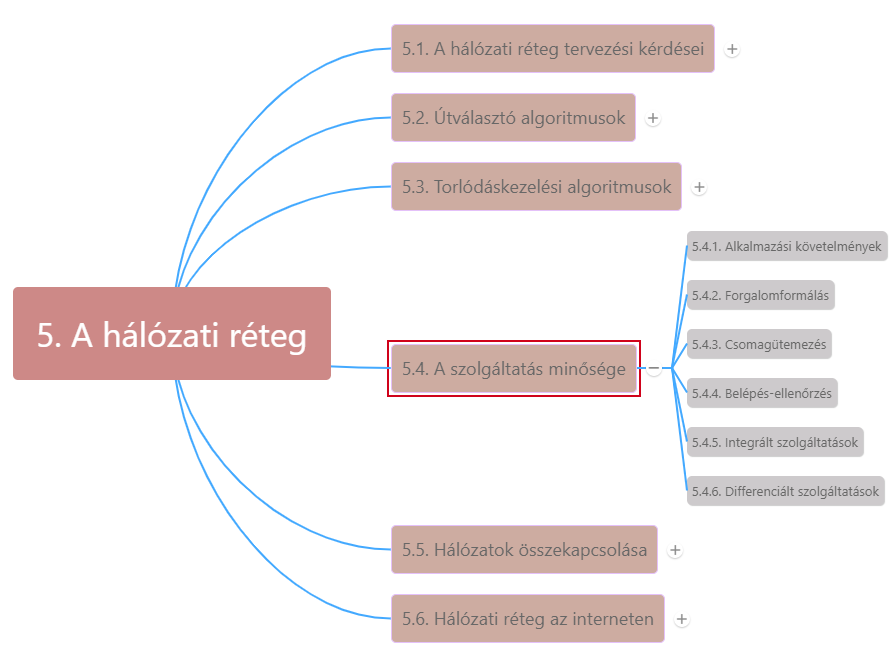 5. A hálózati réteg
5.1. A hálózati réteg tervezési kérdései
5.2. Útválasztó algoritmusok
5.3. Torlódáskezelési algoritmusok
5.4. A szolgáltatás minősége
5.4.1. Alkalmazási követelmények
5.4.2. Forgalomformálás
5.4.3. Csomagütemezés
5.4.4. Belépés-ellenőrzés
5.4.5. Integrált szolgáltatások
5.4.6. Differenciált szolgáltatások
5.5. Hálózatok összekapcsolása
5.6. Hálózati réteg az interneten